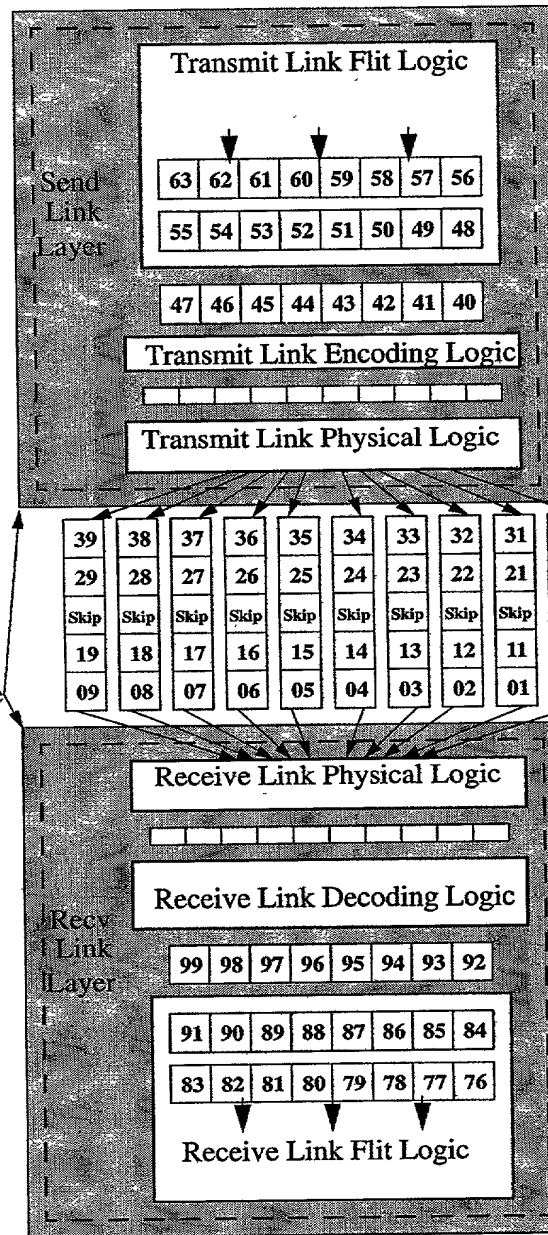 Transmit Link Flit Logic
Send
Link
Layer
63 62 61 60 59 58 57 56
55 54 53 52 51 50 49 48
47 46 45 44 43 42 41 40
Transmit Link Encoding Logic
Transmit Link Physical Logic
39 38 37 36 35 34 33 32 31
29 28 27 26 25 24 23 22 21
Skip Skip Skip Skip Skip Skip Skip Skip Skip
19 18 17 16 15 14 13 12 11
09 08 07 06 05 04 03 02 01
Receive Link Physical Logic
Receive Link Decoding Logic
Recv
Link
Layer
99 98 97 96 95 94 93 92
91 90 89 88 87 86 85 84
83 82 81 80 79 78 77 76
Receive Link Flit Logic